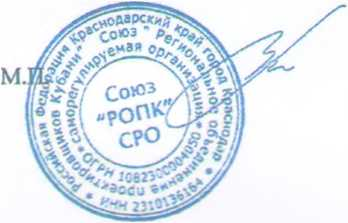 М.П.
Российская Федерация Краснодарский край город Краснодар
"Союз" Региональное объединение проектировщиков Кубани"
саморегулируемая организация
ОГРН 1082300004050
ИНН 2310136164
Союз
"РОПК"
СРО